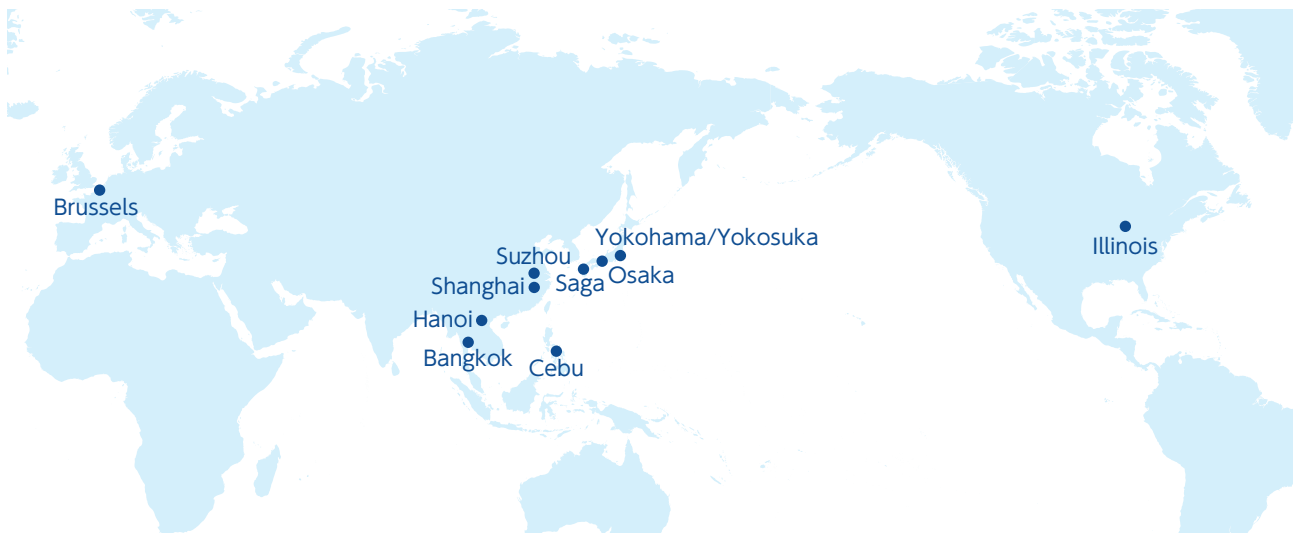 Brussels
Yokohama/Yokosuka
Illinois
Suzhou
Osaka
Saga
Shanghai
Hanoi
Bangkok
Cebu